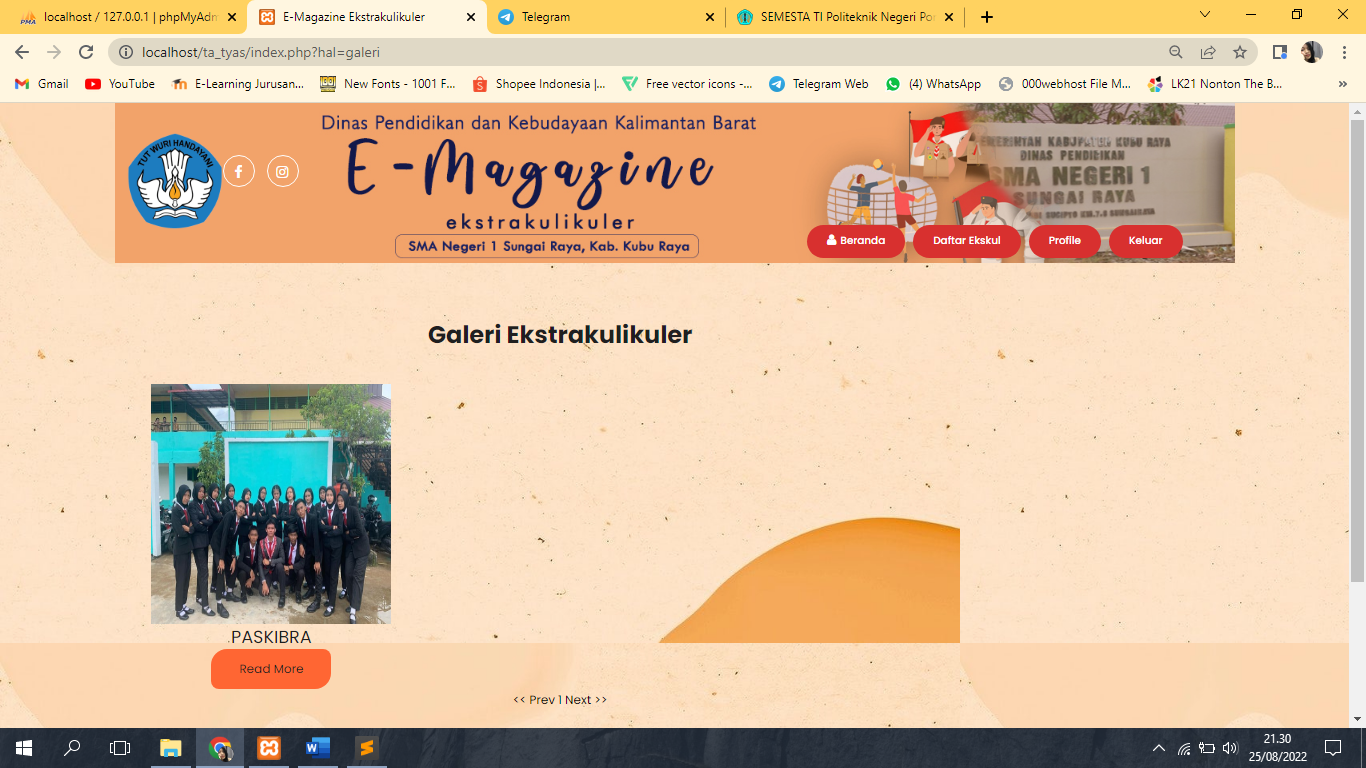 localhost / 127.0.0.1 | phpMyAdm
E-Magazine Ekstrakulikuler
Telegram
SEMESTA TI Politeknik Negeri Po
localhost/ta_tyas/index.php?hal=galeri
Gmail
YouTube
E-Learning Jurusan...
New Fonts - 1001 F...
Shopee Indonesia |...
Free vector icons -...
Telegram Web
(4) WhatsApp
000webhost File M...
LK21 Nonton The B...
»
TUT WURI HANDAYANI
Dinas Pendidikan dan Kebudayaan Kalimantan Barat
E-Magazine
ekstrakulikuler
SMA Negeri 1 Sungai Raya, Kab. Kubu Raya
KUBU RAYA
DINAS PENDIDIKAN
SMA NEGERI 1
SUNGAI RAYA
Beranda
Daftar Ekskul
Profile
Keluar
Galeri Ekstrakulikuler
PASKIBRA
Read More
<< Prev 1 Next >>
21.30
25/08/2022